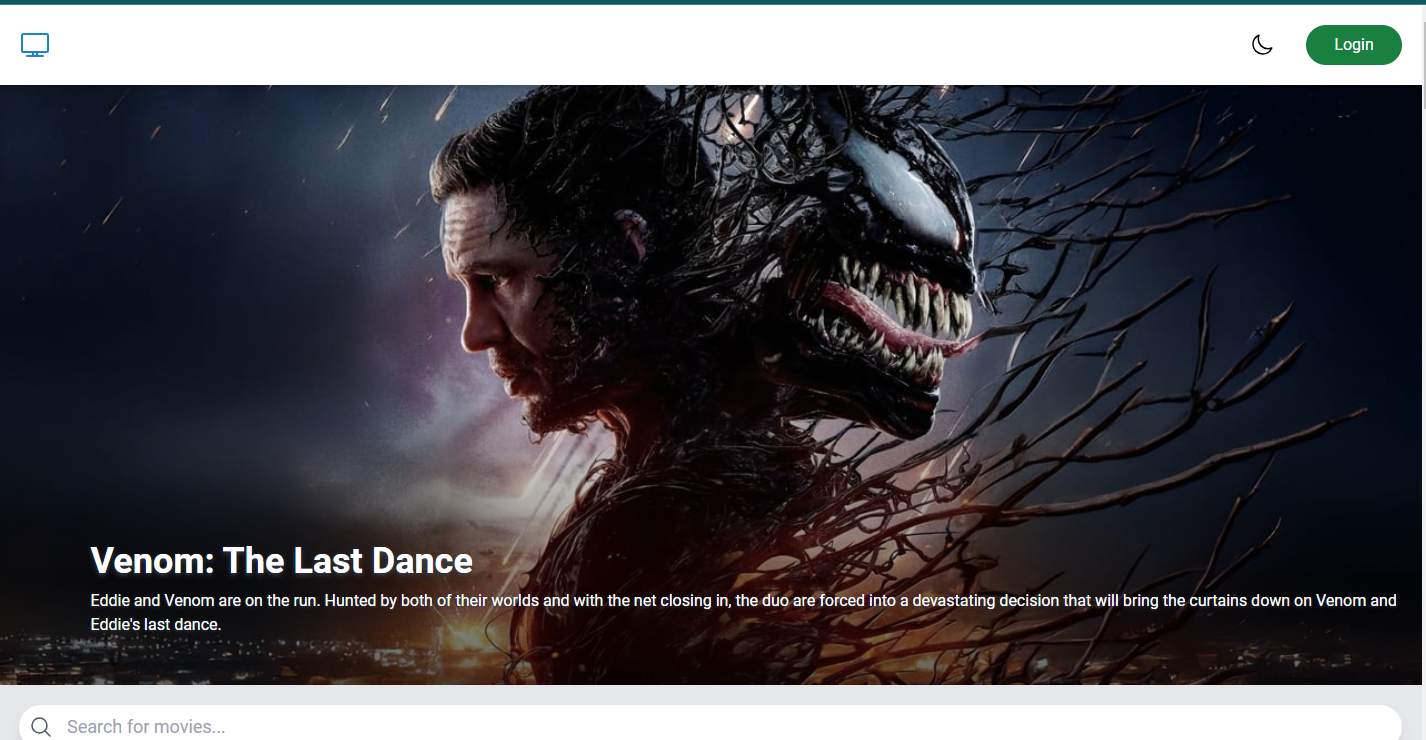 Login
Venom: The Last Dance
Eddie and Venom are on the run. Hunted by both of their worlds and with the net closing in, the duo are forced into a devastating decision that will bring the curtains down on Venom and
Eddie's last dance.
Search for movies...